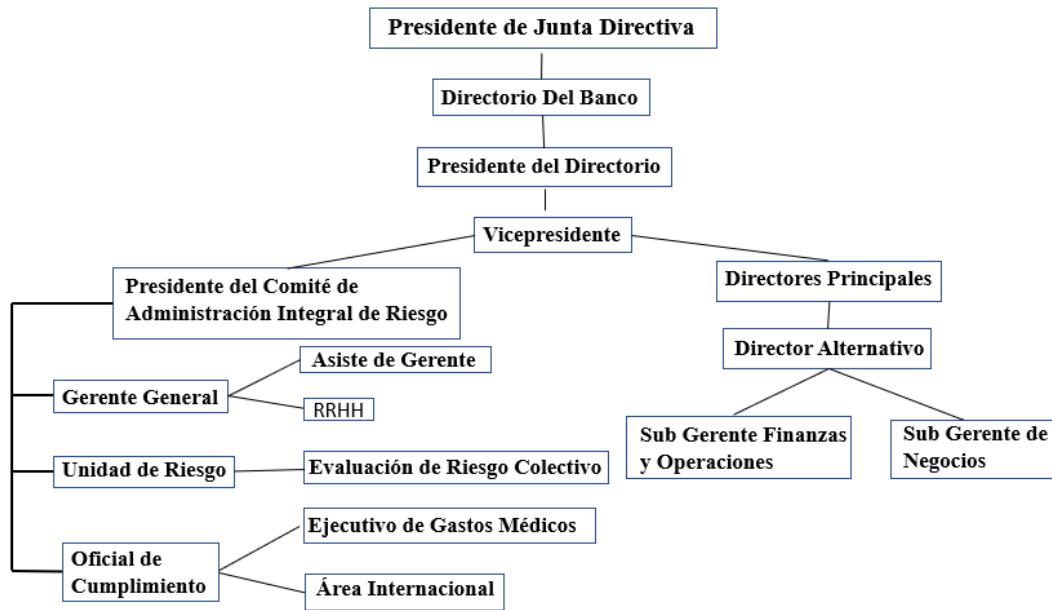 Presidente de Junta Directiva
Directorio Del Banco
Presidente del Directorio
Vicepresidente
Presidente del Comité de
Administración Integral de Riesgo
Directores Principales
Director Alternativo
Asiste de Gerente
Gerente General
RRHH
Sub Gerente Finanzas
y Operaciones
Sub Gerente de
Negocios
Unidad de Riesgo
Evaluación de Riesgo Colectivo
Ejecutivo de Gastos Médicos
Oficial de
Cumplimiento
Área Internacional